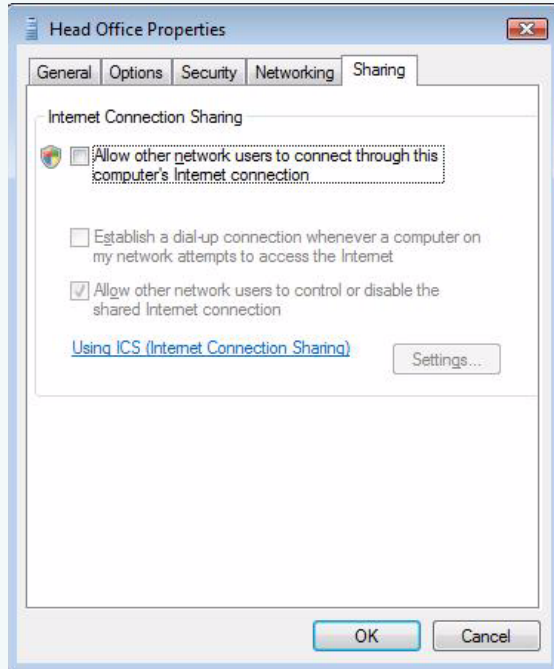 Head Office Properties
General Options Security Networking Sharing
Internet Connection Sharing
Allow other network users to connect through this
computer's Internet connection
Establish a dial-up connection whenever a computer on
my network attempts to access the Internet
Allow other network users to control or disable the
shared Internet connection
Using ICS (Internet Connection Sharing)
Settings...
OK Cancel